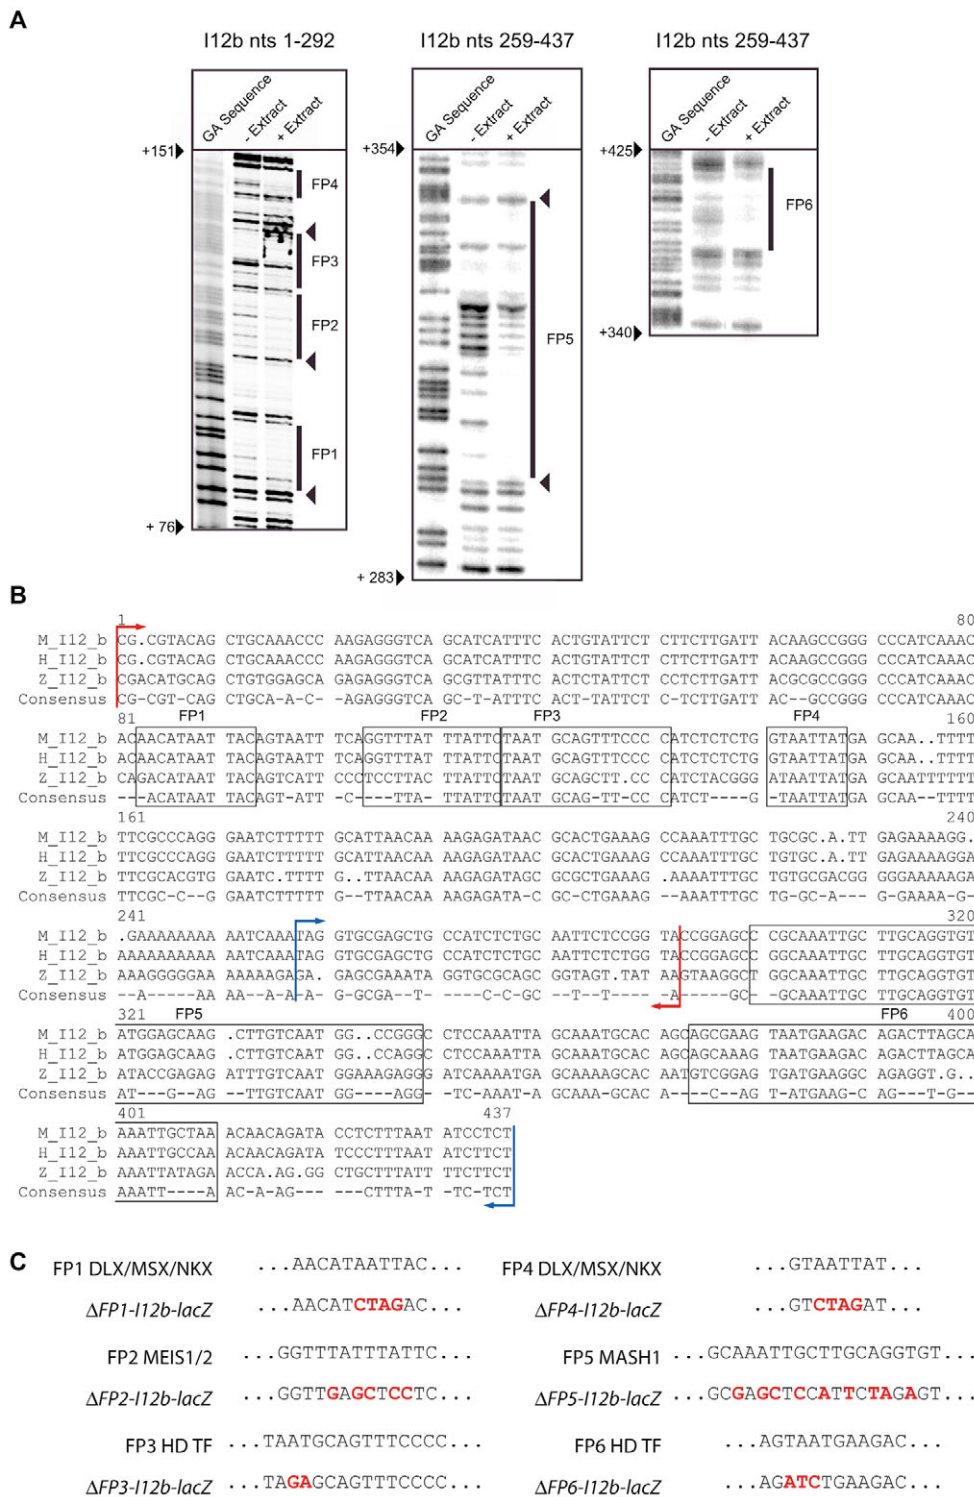 A
I12b nts 1-292
I12b nts 259-437
I12b nts 259-437
GA Sequence
- Extract
+ Extract
GA Sequence
- Extract
+ Extract
GA Sequence
- Extract
+ Extract
+151
FP4
FP3
FP2
FP1
+ 76
+354
FP5
+ 283
+425
FP6
+340
B
1 80
M_I12_b CG.CGTACAG CTGCAAACCC AAGAGGGTCA GCATCATTTC ACTGTATTCT CTTCTTGATT ACAAGCCGGG CCCATCAAAC
H_I12_b CG.CGTACAG CTGCAAACCC AAGAGGGTCA GCATCATTTC ACTGTATTCT CTTCTTGATT ACAAGCCGGG CCCATCAAAC
Z_I12_b CGACATGCAG CTGTGGAGCA GAGAGGGTCA GCATCATTTC ACTCTATTCT CCTCTTGATT ACGCGCCGGG CCCATCAAAC
Consensus CG-CGT-CAG CTGCA-A-C- A-GAGGGTCA GC-T-ATTTC ACT-TATTCT C-TCTTGATT AC--GCCGGG CCCATCAAAC
81 FP1 FP2 FP3 FP4 160
M_I12_b ACAACATAAT TACAGTAATT TCAGGTTTAT TTATTCTAAT GCAGTTTCCC CATCTCTCTG GTAATTATGA GCAA..TTTT
H_I12_b ACAACATAAT TACAGTAATT TCAGGTTTAT TTATTCTAAT GCAGTTTCCC CATCTCTCTG GTAATTATGA GCAA..TTTT
Z_I12_b CAGACATAAT TACAGTCATT CCCTCCTTAC TTATTCTAAT GCAGCTT.CC CATCTACGGG ATAATTATGA GCAATTTTTT
Consensus ---ACATAAT TACAGT-ATT -C----TTA- TTATTCTAAT GCAG-TT-CC CATCT----G -TAATTATGA GCAA--TTTT
161 240
M_I12_b TTCGCCCAGG GAATCTTTTT GCATTAACAA AAGAGATAAC GCACTGAAAG CCAAATTTGC TGCGC.A.TT GAGAAAAGG.
H_I12_b TTCGCCCAGG GAATCTTTTT GCATTAACAA AAGAGATAAC GCACTGAAAG CCAAATTTGC TGTGC.A.TT GAGAAAAGGA
Z_I12_b TTCGCACGTG GAATC.TTTT G..TTAACAA AAGAGATAGC GCGCTGAAAG .AAAATTTGC TGTGCGACGG GGGAAAAAGA
Consensus TTCGC-C--G GAATCTTTTT G--TTAACAA AAGAGATA-C GC-CTGAAAG -AAATTTGC TGCGC-A--- G-GAAAA-G-
241 320
M_I12_b .GAAAAAAAA AATCAAATAG GTGCGAGCTG CCATCTCTGC AATTCTCCGG TACCGGAGCC CGCAAATTGC TTGCAGGTGT
H_I12_b AAAAAAAAAA AATCAAATAG GTGCGAGCTG CCATCTCTGC AATTCTCTGG TACCGGAGCC CGGCAAATTGC TTGCAGGTGT
Z_I12_b AAAGGGGGAA AAAAAGAGA. GAGCGAAATA GGTGCGCAGC GGTAGT.TAT AAGTAAGGCT GGCAAATTGC TTGCAGGTGT
Consensus --A-----AA AA--A-A-A- G-GCGA-T-- ---C-C-GC --T-T----- -A-----GC- -GCAAATTGC TTGCAGGTGT
321 FP5 FP6 400
M_I12_b ATGGAGCAAG .CTTGTCAAT GG..CCGGGC CTCCAAATTA GCAAATGCAC AGCAGCGAAG TAATGAAGAC AGACTTAGCA
H_I12_b ATGGAGCAAG .CTTGTCAAT GG..CCAGGC CTCCAAATTA GCAAATGCAC AGCAGCAAAG TAATGAAGAC AGACTTAGCA
Z_I12_b ATACCGAGAG ATTTGTCAAT GGAAAGAGGG ATCAAAATGA GCAAAAGCAC AATGTCGGAG TGATGAAGGC AGAGGT.G..
Consensus AT---G-AG- -TTGTCAAT GG----AGG- -TC-AAAT-A GCAAA-GCAC A---C--AG T-ATGAAG-C AGA--T-G--
401 437
M_I12_b AAATTGCTAA ACAACAGATA CCTCTTTAAT ATCCTCT
H_I12_b AAATTGCCAA ACAACAGATA TCCCTTTAAT ATCTTCT
Z_I12_b AAATTATAGA ACCA.AG.GG CTGCTTTATT TTCTTCT
Consensus AAATT----A AC-A-AG--- --CTTTA-T -TC-TCT
C
FP1 DLX/MSX/NKX ...AACATAATTAC...
ΔFP1-I12b-lacZ ...AACATCTAGAC...
FP2 MEIS1/2 ...GGTTTATTTATTC...
ΔFP2-I12b-lacZ ...GGTTGAGCTCCTC...
FP3 HD TF ...TAATGCAGTTTCCCC...
ΔFP3-I12b-lacZ ...TAGAGCAGTTTCCCC...
FP4 DLX/MSX/NKX ...GTAATTAT...
ΔFP4-I12b-lacZ ...GTCTAGAT...
FP5 MASH1 ...GCAAATTGCTTGCAGGTGT...
ΔFP5-I12b-lacZ ...GCGAGCTCCATTCTAGAGT...
FP6 HD TF ...AGTAATGAAGAC...
ΔFP6-I12b-lacZ ...AGATCTGAAGAC...